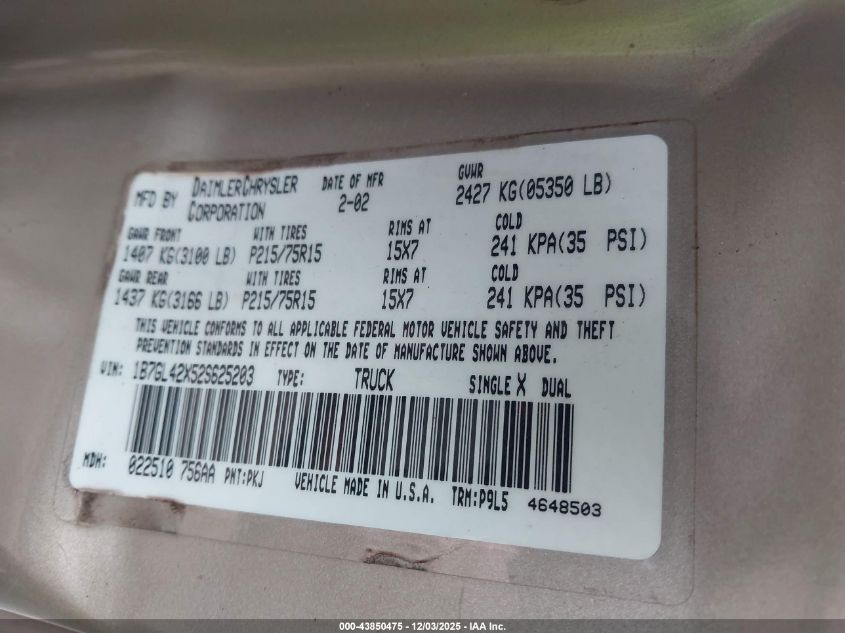 MFD BY DAIMLERCHRYSLER CORPORATION DATE OF MFR 2-02 GVWR 2427 KG(05350 LB)
GAWR FRONT WITH TIRES RIMS AT COLD
1407 KG(3100 LB) P215/75R15 15X7 241 KPA(35 PSI)
GAWR REAR WITH TIRES RIMS AT COLD
1437 KG(3166 LB) P215/75R15 15X7 241 KPA(35 PSI)
THIS VEHICLE CONFORMS TO ALL APPLICABLE FEDERAL MOTOR VEHICLE SAFETY AND THEFT
PREVENTION STANDARDS IN EFFECT ON THE DATE OF MANUFACTURE SHOWN ABOVE.
VIN: 1B7GL42X52S625203 TYPE: TRUCK SINGLE X DUAL
MDH: 022510 756AA PNT:PKJ VEHICLE MADE IN U.S.A. TRM:P9L5 4648503
000-43850475 - 12/03/2025 - IAA Inc.